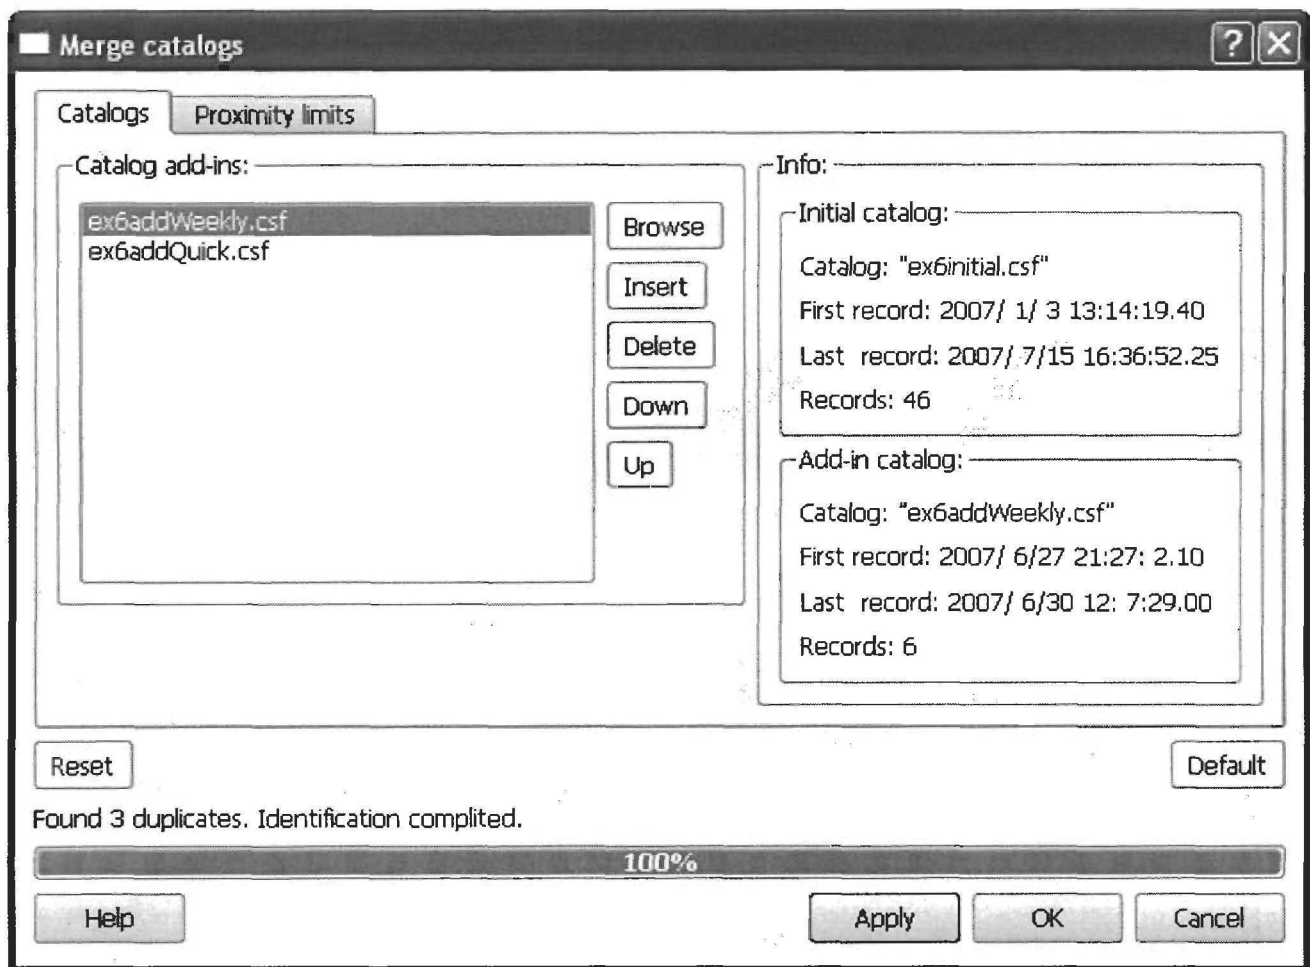 Merge catalogs
Catalogs
Proximity limits
Catalog add-ins:
ex6addWeekly.csf
ex6addQuick.csf
Browse
Insert
Delete
Down
Up
Info:
Initial catalog:
Catalog: "ex6initial.csf"
First record: 2007/ 1/ 3 13:14:19.40
Last  record: 2007/ 7/15 16:36:52.25
Records: 46
Add-in catalog:
Catalog: "ex6addWeekly.csf"
First record: 2007/ 6/27 21:27: 2.10
Last  record: 2007/ 6/30 12: 7:29.00
Records: 6
Reset
Default
Found 3 duplicates. Identification complited.
100%
Help
Apply
OK
Cancel